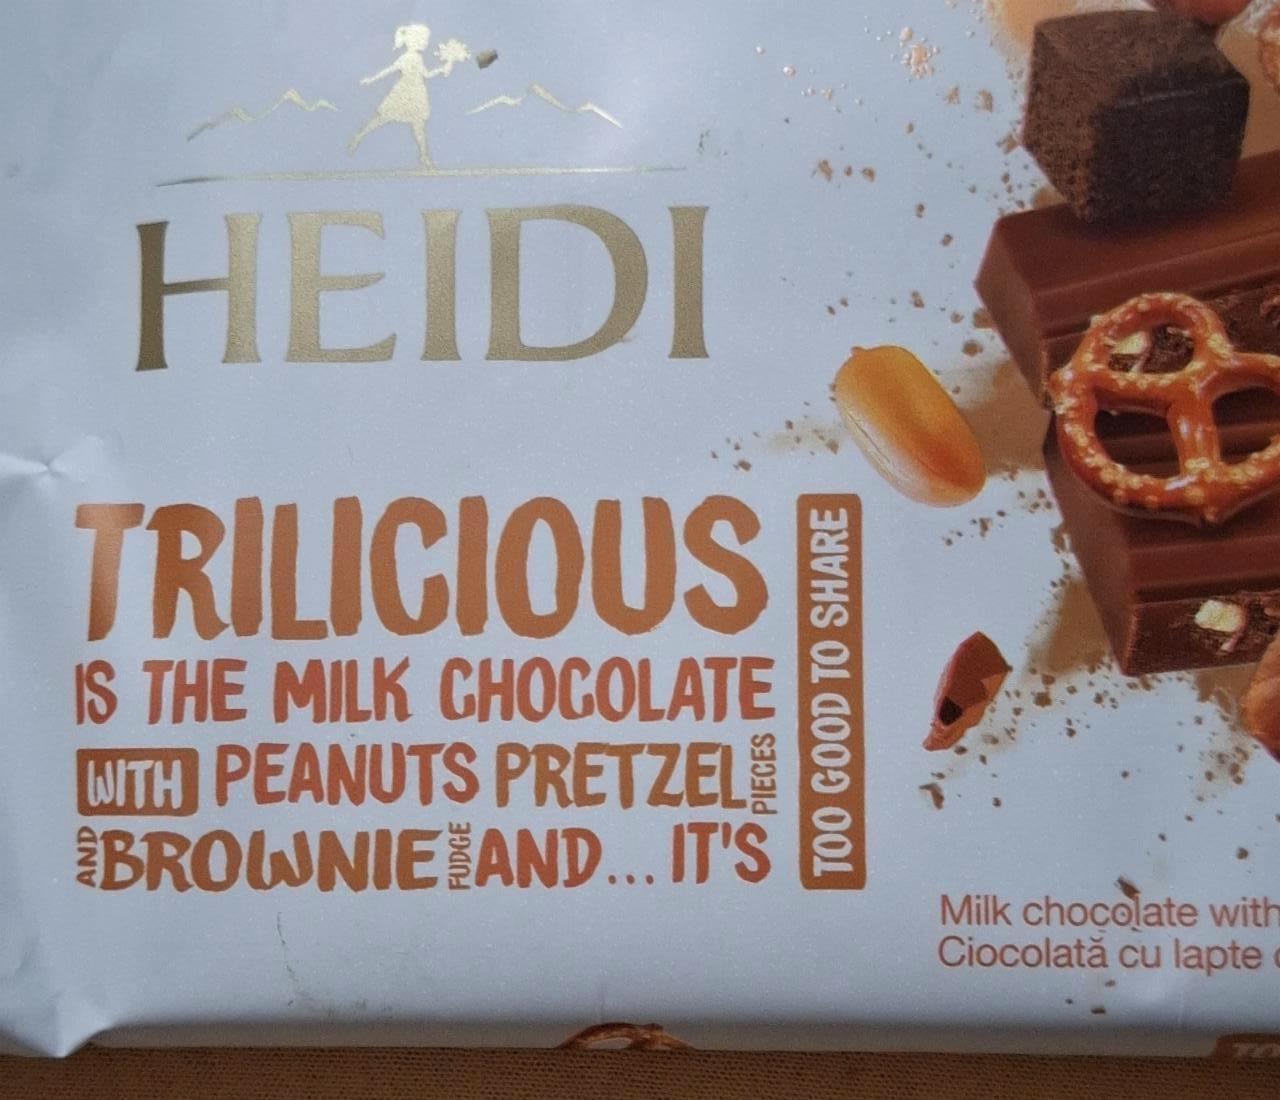 HEIDI
TRILICIOUS
IS THE MILK CHOCOLATE
WITH PEANUTS PRETZEL PIECES
AND BROWNIE FUDGE AND... IT'S
TOO GOOD TO SHARE
Milk chocolate with
Ciocolată cu lapte